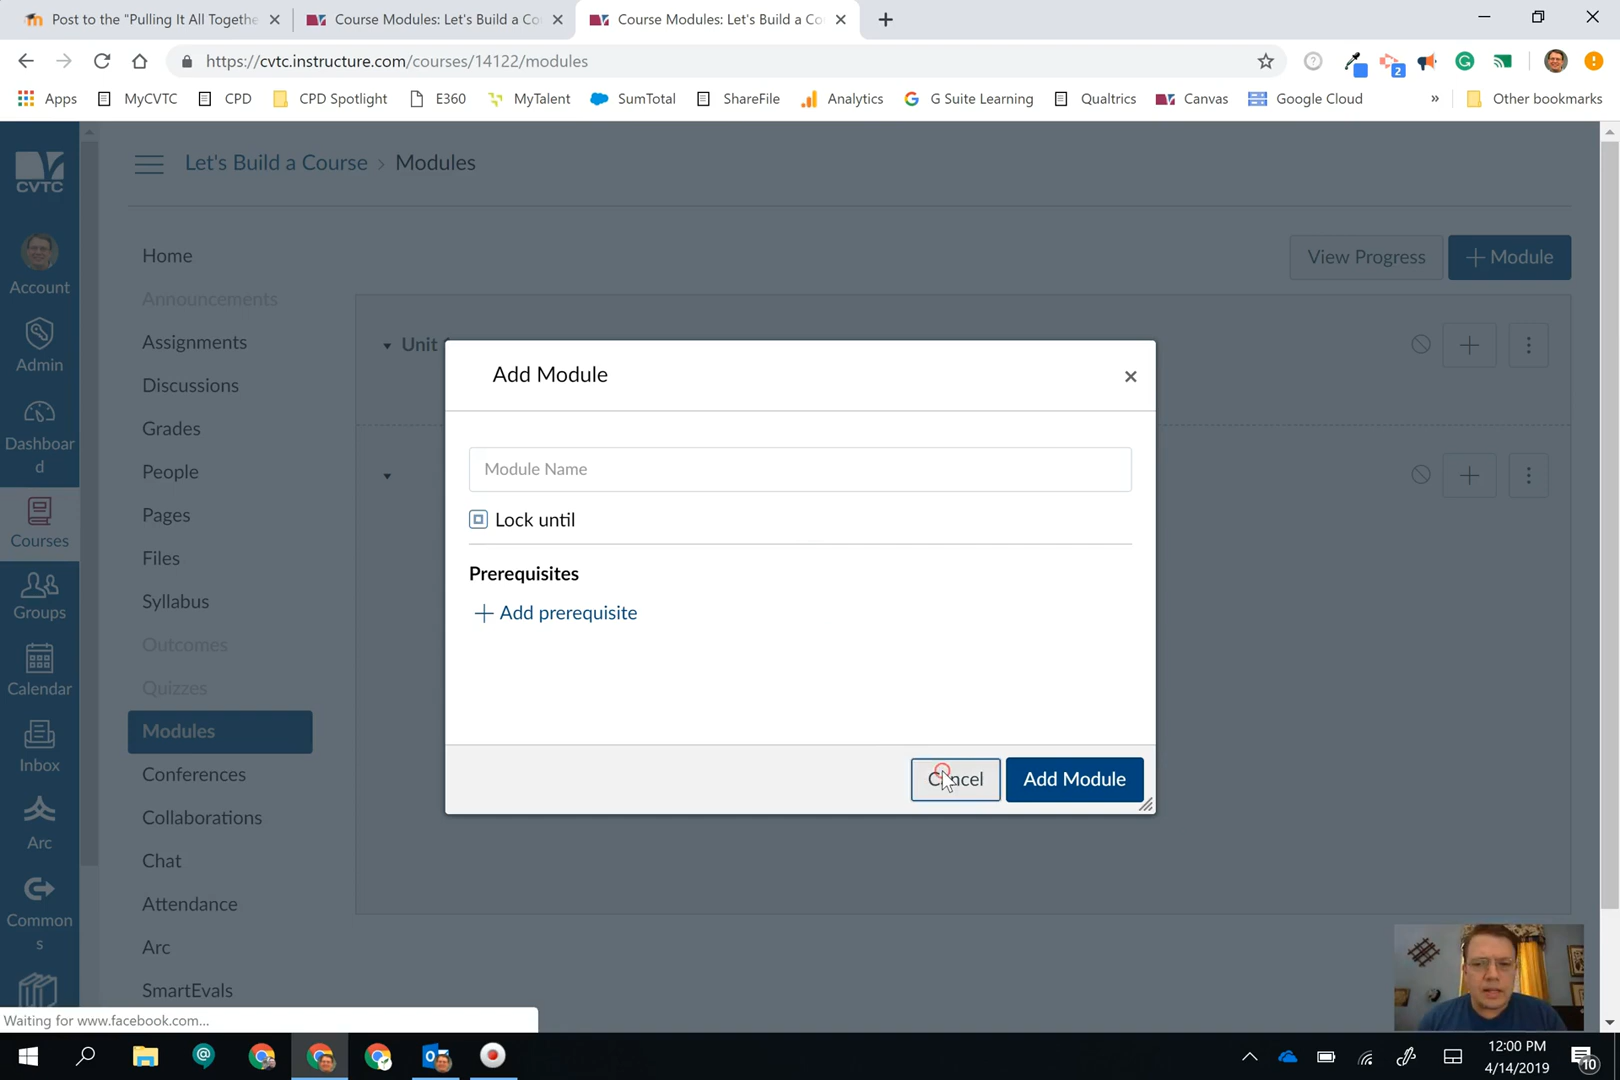 Post to the "Pulling It All Togethe
Course Modules: Let's Build a Co
Course Modules: Let's Build a Co
https://cvtc.instructure.com/courses/14122/modules
2
Apps
MyCVTC
CPD
CPD Spotlight
E360
MyTalent
SumTotal
ShareFile
Analytics
G Suite Learning
Qualtrics
Canvas
Google Cloud
»
Other bookmarks
CVTC
Account
Admin
Dashboar
d
Courses
Groups
Calendar
Inbox
Arc
Common
s
Let's Build a Course › Modules
Home
Announcements
Assignments
Discussions
Grades
People
Pages
Files
Syllabus
Outcomes
Quizzes
Modules
Conferences
Collaborations
Chat
Attendance
Arc
SmartEvals
View Progress
+ Module
Unit
Add Module
×
Module Name
Lock until
Prerequisites
+ Add prerequisite
Cancel
Add Module
Waiting for www.facebook.com...
12:00 PM
4/14/2019
10